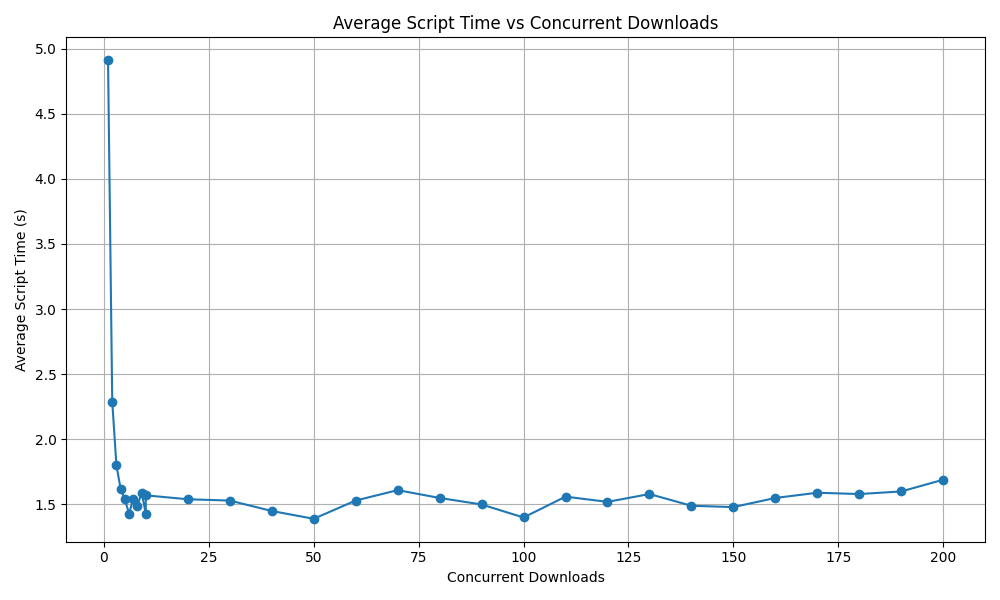 Average Script Time vs Concurrent Downloads
5.0
4.5
4.0
3.5
3.0
2.5
2.0
1.5
Average Script Time (s)
0 25 50 75 100 125 150 175 200
Concurrent Downloads